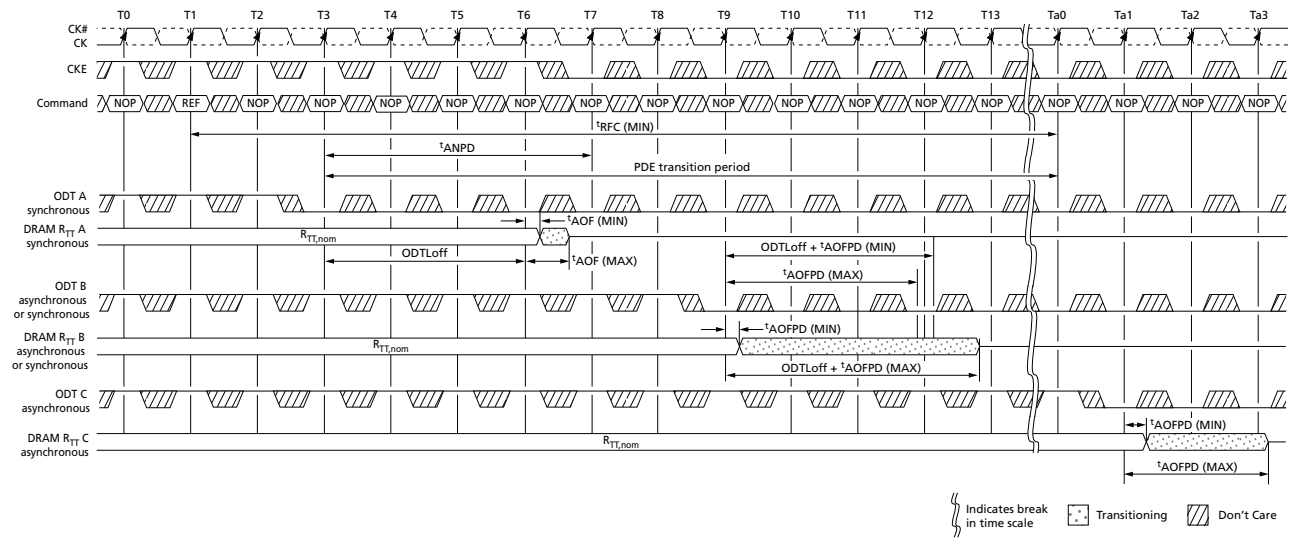 T0 T1 T2 T3 T4 T5 T6 T7 T8 T9 T10 T11 T12 T13 Ta0 Ta1 Ta2 Ta3
CK#
CK
CKE
Command NOP REF NOP NOP NOP NOP NOP NOP NOP NOP NOP NOP NOP NOP NOP NOP NOP NOP
tRFC (MIN)
tANPD
PDE transition period
ODT A
synchronous
tAOF (MIN)
DRAM RTT A
synchronous
RTT,nom
ODTLoff + tAOFPD (MIN)
ODTLoff
tAOF (MAX)
tAOFPD (MAX)
ODT B
asynchronous
or synchronous
tAOFPD (MIN)
DRAM RTT B
asynchronous
or synchronous
RTT,nom
ODTLoff + tAOFPD (MAX)
ODT C
asynchronous
tAOFPD (MIN)
DRAM RTT C
asynchronous
RTT,nom
tAOFPD (MAX)
Indicates break
in time scale
Transitioning
Don't Care